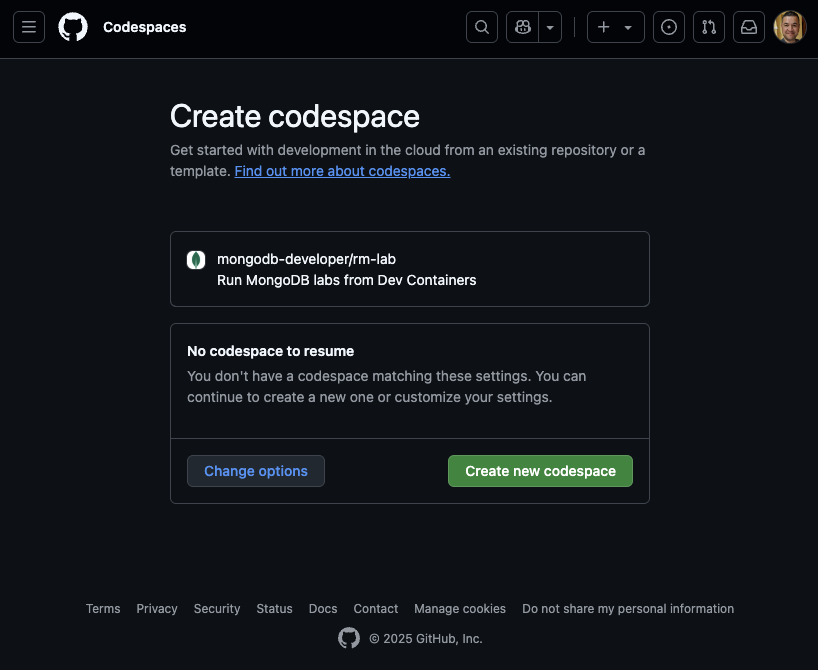 Codespaces
Create codespace
Get started with development in the cloud from an existing repository or a
template. Find out more about codespaces.
mongodb-developer/rm-lab
Run MongoDB labs from Dev Containers
No codespace to resume
You don't have a codespace matching these settings. You can
continue to create a new one or customize your settings.
Change options
Create new codespace
Terms Privacy Security Status Docs Contact Manage cookies Do not share my personal information
© 2025 GitHub, Inc.